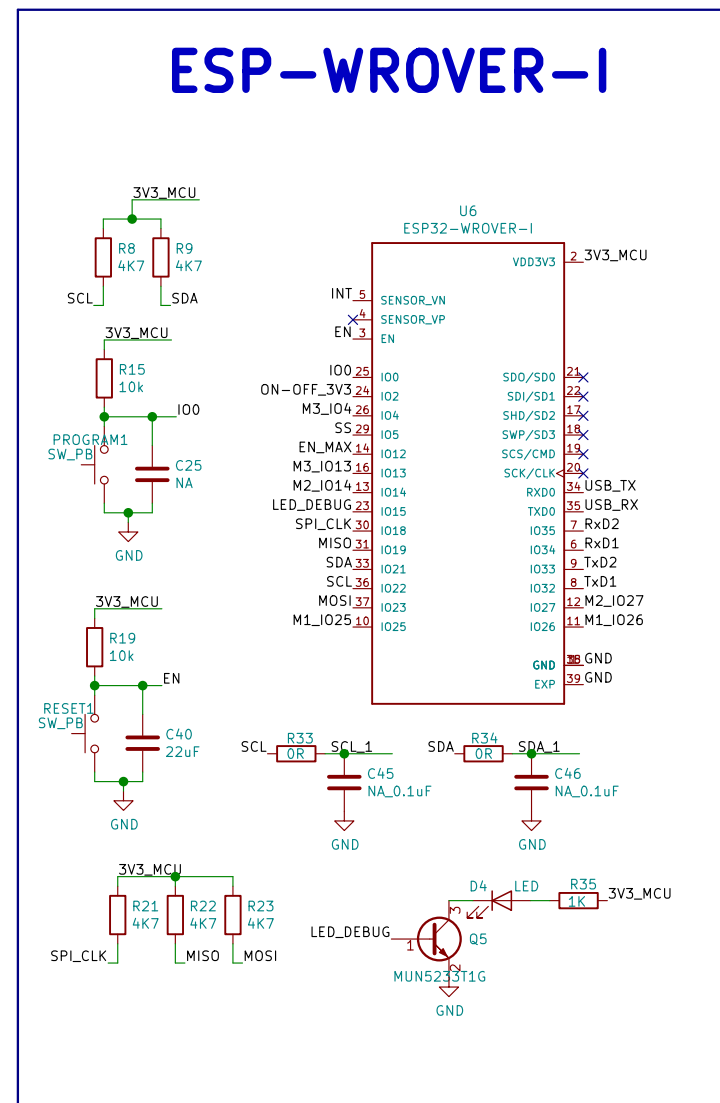 ESP-WROVER-I
3V3_MCU
R8
4K7
R9
4K7
SCL
SDA
3V3_MCU
R15
10k
IO0
PROGRAM1
SW_PB
C25
NA
GND
3V3_MCU
R19
10k
EN
RESET1
SW_PB
C40
22uF
GND
3V3_MCU
R21
4K7
R22
4K7
R23
4K7
SPI_CLK
MISO
MOSI
U6
ESP32-WROVER-I
VDD3V3 2 3V3_MCU
INT 5 SENSOR_VN
4 SENSOR_VP
EN 3 EN
IO0 25 IO0
ON-OFF_3V3 24 IO2
M3_IO4 26 IO4
SS 29 IO5
EN_MAX 14 IO12
M3_IO13 16 IO13
M2_IO14 13 IO14
LED_DEBUG 23 IO15
SPI_CLK 30 IO18
MISO 31 IO19
SDA 33 IO21
SCL 36 IO22
MOSI 37 IO23
M1_IO25 10 IO25
SDO/SD0 21
SDI/SD1 22
SHD/SD2 17
SWP/SD3 18
SCS/CMD 19
SCK/CLK 20
RXD0 34 USB_TX
TXD0 35 USB_RX
IO35 7 RxD2
IO34 6 RxD1
IO33 9 TxD2
IO32 8 TxD1
IO27 12 M2_IO27
IO26 11 M1_IO26
GND GND
EXP 39 GND
SCL
R33
0R
SCL_1
C45
NA_0.1uF
GND
SDA
R34
0R
SDA_1
C46
NA_0.1uF
GND
D4
LED
R35
1K
3V3_MCU
LED_DEBUG
1
3
2
Q5
MUN5233T1G
GND